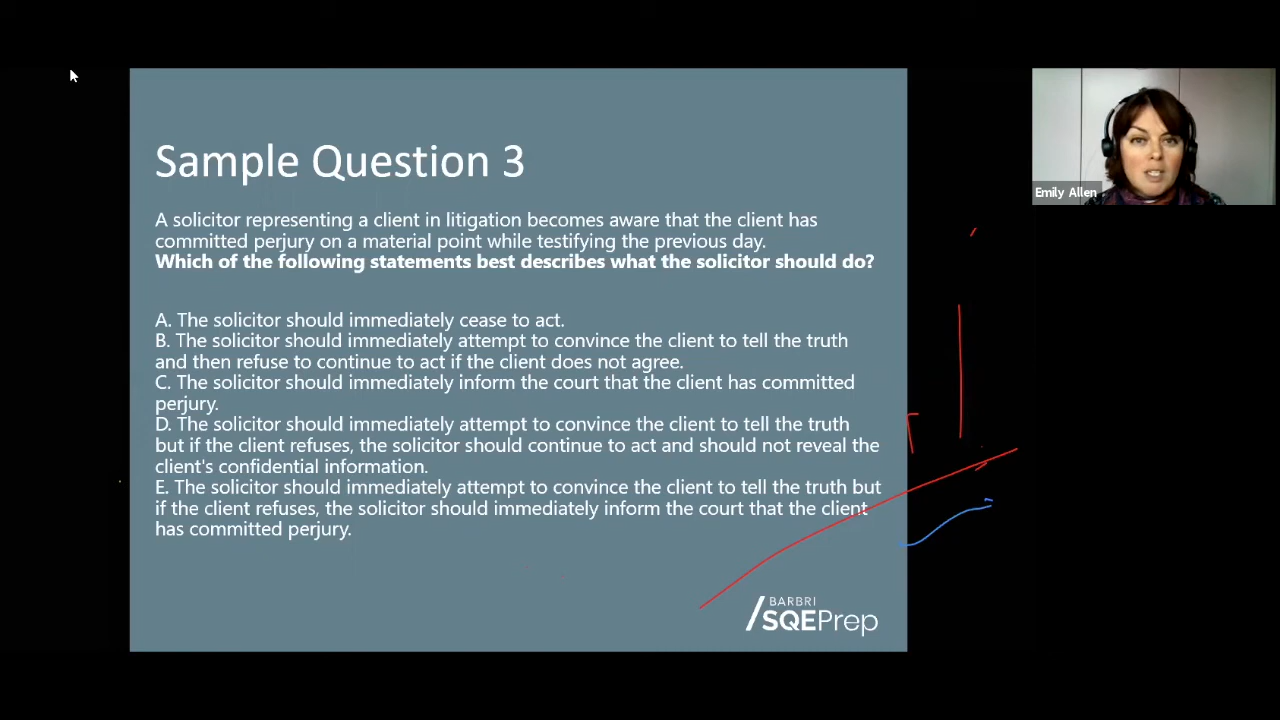 Sample Question 3
A solicitor representing a client in litigation becomes aware that the client has
committed perjury on a material point while testifying the previous day.
Which of the following statements best describes what the solicitor should do?
A. The solicitor should immediately cease to act.
B. The solicitor should immediately attempt to convince the client to tell the truth
and then refuse to continue to act if the client does not agree.
C. The solicitor should immediately inform the court that the client has committed
perjury.
D. The solicitor should immediately attempt to convince the client to tell the truth
but if the client refuses, the solicitor should continue to act and should not reveal the
client's confidential information.
E. The solicitor should immediately attempt to convince the client to tell the truth but
if the client refuses, the solicitor should immediately inform the court that the client
has committed perjury.
BARBRI
SQEPrep
Emily Allen